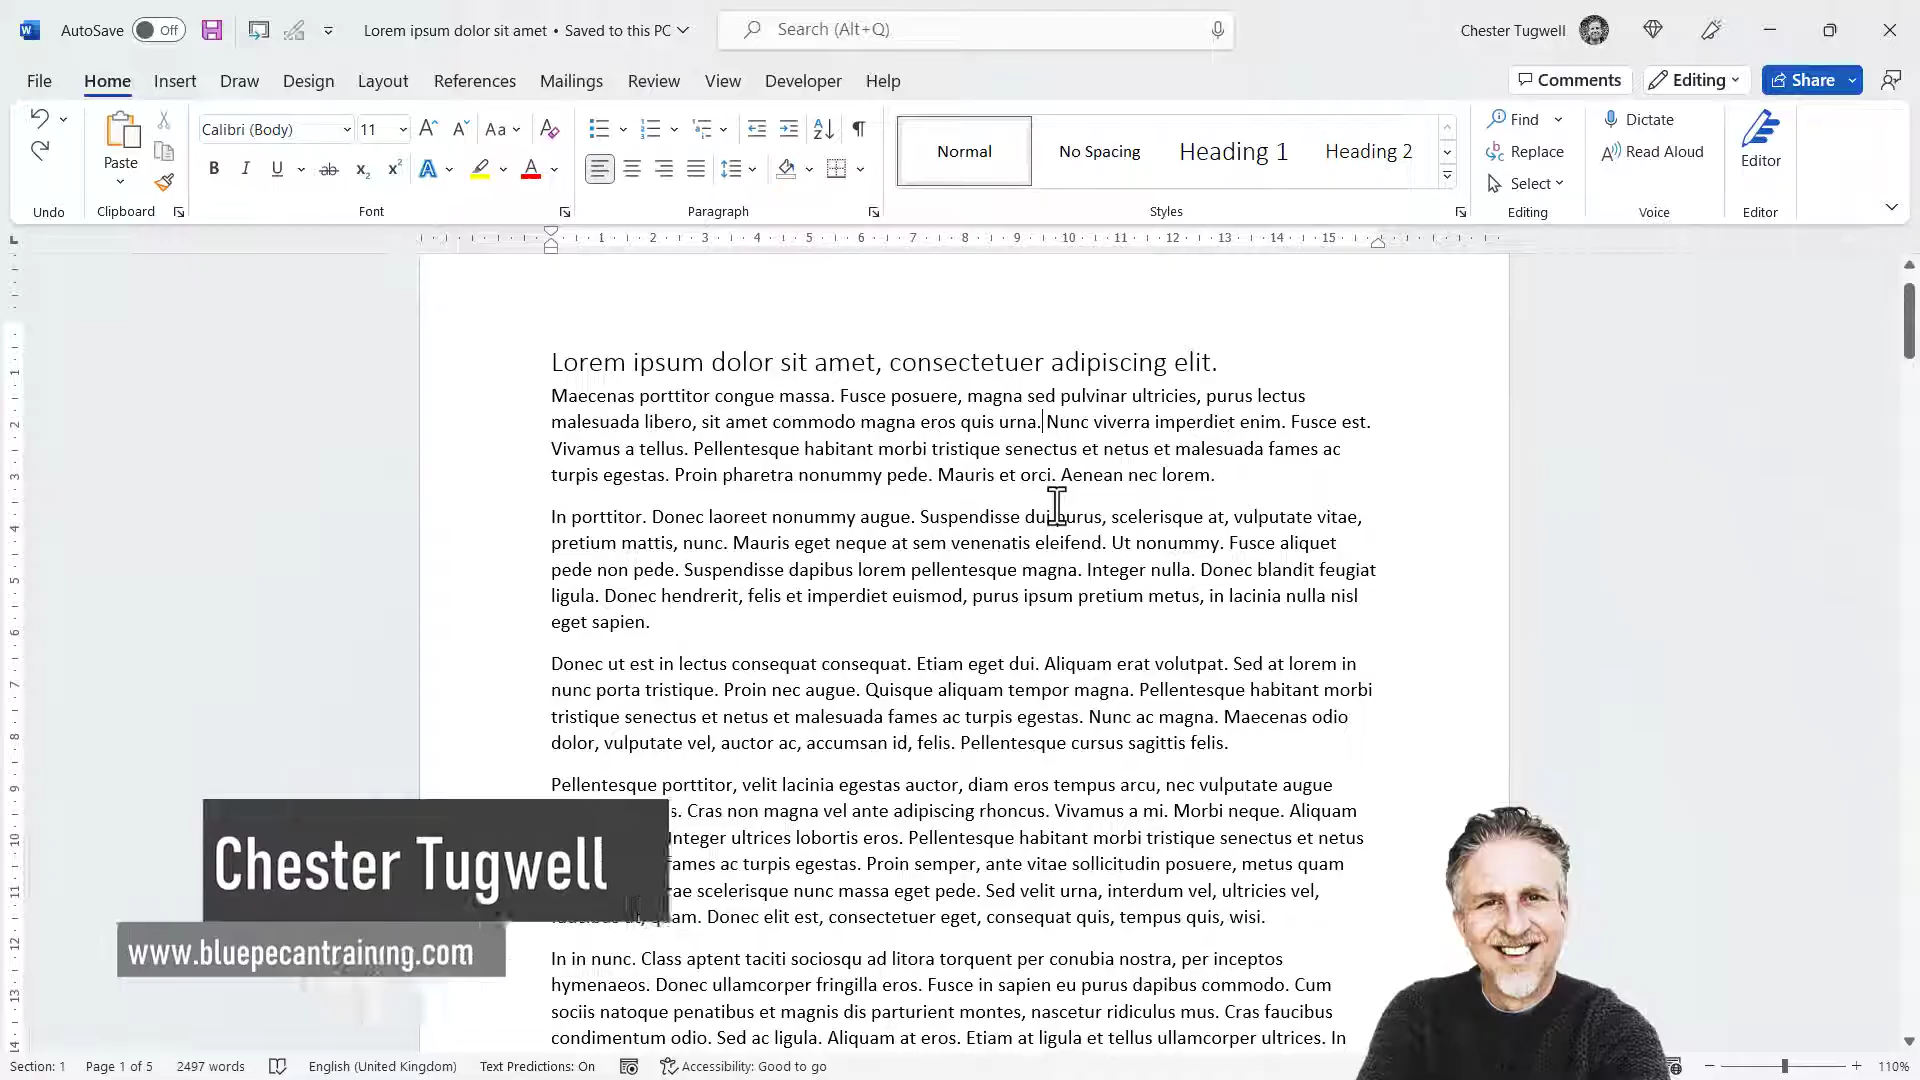 AutoSave Off Lorem ipsum dolor sit amet • Saved to this PC Search (Alt+Q) Chester Tugwell
File Home Insert Draw Design Layout References Mailings Review View Developer Help Comments Editing Share
Calibri (Body) 11 Aa Normal No Spacing Heading 1 Heading 2 Find Dictate
Paste B I U ab x₂ x² A A Replace Read Aloud Editor
Select
Undo Clipboard Font Paragraph Styles Editing Voice Editor
1 2 3 4 5 6 7 8 9 10 11 12 13 14 15
Lorem ipsum dolor sit amet, consectetuer adipiscing elit.
Maecenas porttitor congue massa. Fusce posuere, magna sed pulvinar ultricies, purus lectus
malesuada libero, sit amet commodo magna eros quis urna. Nunc viverra imperdiet enim. Fusce est.
Vivamus a tellus. Pellentesque habitant morbi tristique senectus et netus et malesuada fames ac
turpis egestas. Proin pharetra nonummy pede. Mauris et orci. Aenean nec lorem.
In porttitor. Donec laoreet nonummy augue. Suspendisse dui purus, scelerisque at, vulputate vitae,
pretium mattis, nunc. Mauris eget neque at sem venenatis eleifend. Ut nonummy. Fusce aliquet
pede non pede. Suspendisse dapibus lorem pellentesque magna. Integer nulla. Donec blandit feugiat
ligula. Donec hendrerit, felis et imperdiet euismod, purus ipsum pretium metus, in lacinia nulla nisl
eget sapien.
Donec ut est in lectus consequat consequat. Etiam eget dui. Aliquam erat volutpat. Sed at lorem in
nunc porta tristique. Proin nec augue. Quisque aliquam tempor magna. Pellentesque habitant morbi
tristique senectus et netus et malesuada fames ac turpis egestas. Nunc ac magna. Maecenas odio
dolor, vulputate vel, auctor ac, accumsan id, felis. Pellentesque cursus sagittis felis.
Pellentesque porttitor, velit lacinia egestas auctor, diam eros tempus arcu, nec vulputate augue
s. Cras non magna vel ante adipiscing rhoncus. Vivamus a mi. Morbi neque. Aliquam
Integer ultrices lobortis eros. Pellentesque habitant morbi tristique senectus et netus
fames ac turpis egestas. Proin semper, ante vitae sollicitudin posuere, metus quam
scelerisque nunc massa eget pede. Sed velit urna, interdum vel, ultricies vel,
Donec elit est, consectetuer eget, consequat quis, tempus quis, wisi.
In in nunc. Class aptent taciti sociosqu ad litora torquent per conubia nostra, per inceptos
hymenaeos. Donec ullamcorper fringilla eros. Fusce in sapien eu purus dapibus commodo. Cum
sociis natoque penatibus et magnis dis parturient montes, nascetur ridiculus mus. Cras faucibus
condimentum odio. Sed ac ligula. Aliquam at eros. Etiam at ligula et tellus ullamcorper ultrices. In
Chester Tugwell
www.bluepecantraining.com
Section: 1 Page 1 of 5 2497 words English (United Kingdom) Text Predictions: On Accessibility: Good to go 110%